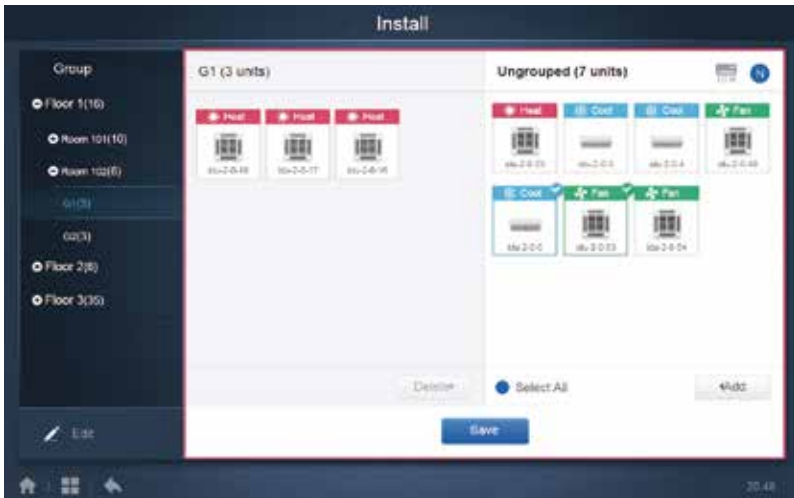 Install
Group
Floor 1(16)
Room 101(10)
Room 102(6)
G1(3)
G2(3)
Floor 2(6)
Floor 3(35)
Edit
G1 (3 units)
Heat Heat Heat
Delete
Ungrouped (7 units)
N
Heat Cool Cool Fan
Cool Fan Fan
Select All
Add
Save
20:48